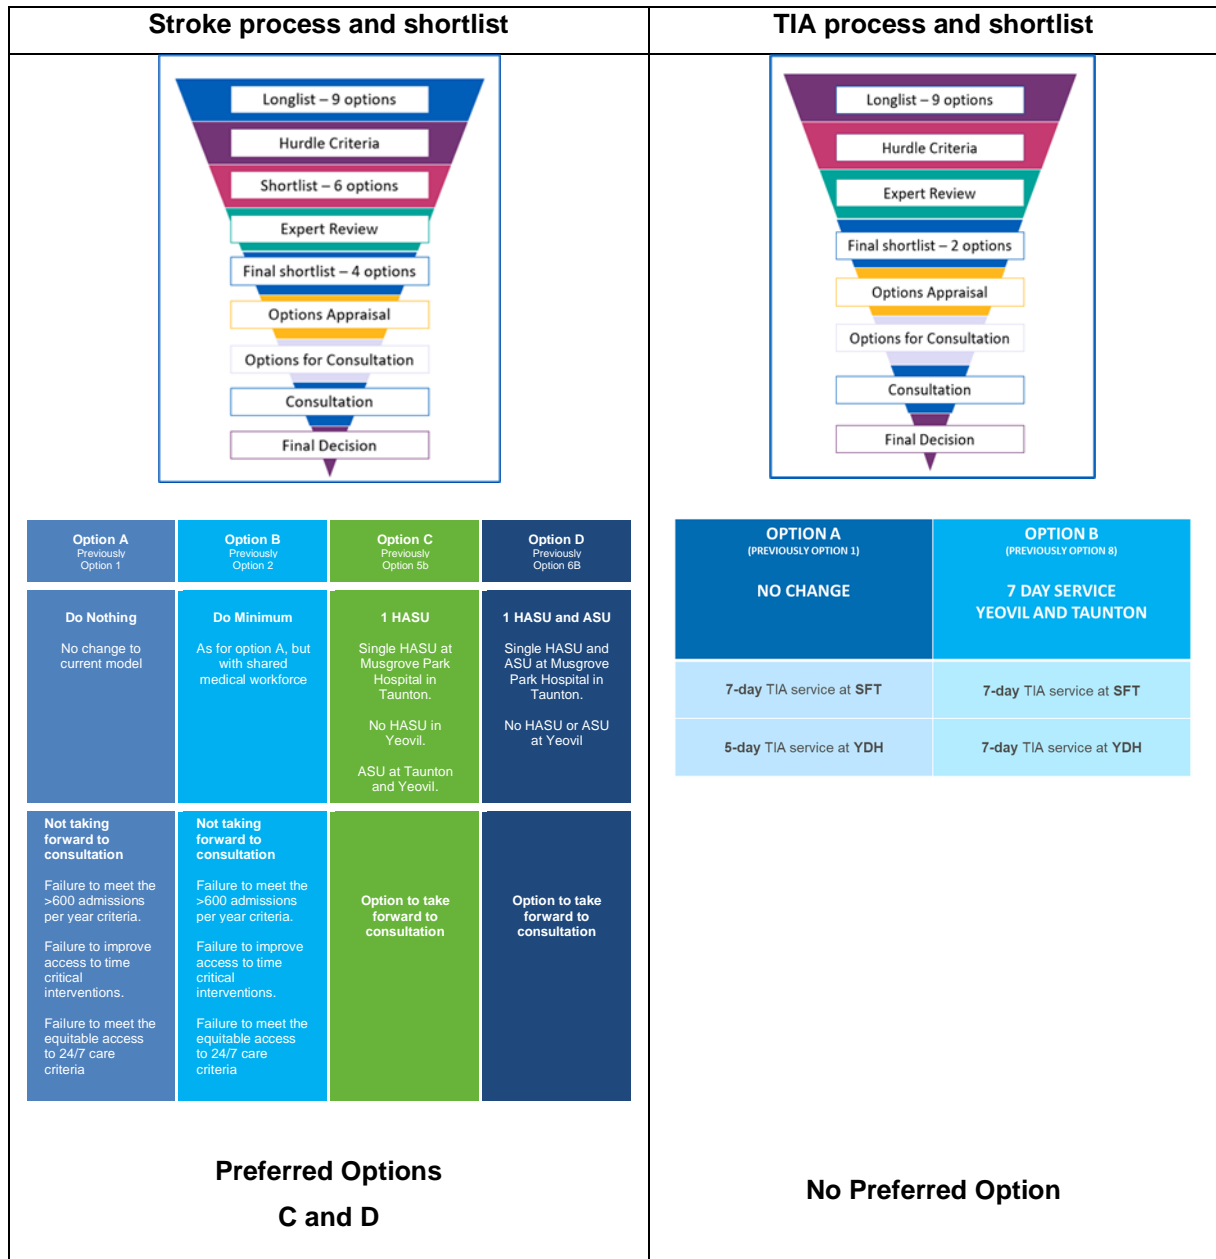 Stroke process and shortlist
Longlist – 9 options
Hurdle Criteria
Shortlist – 6 options
Expert Review
Final shortlist – 4 options
Options Appraisal
Options for Consultation
Consultation
Final Decision
Option A
Previously
Option 1
Option B
Previously
Option 2
Option C
Previously
Option 5b
Option D
Previously
Option 6B
Do Nothing
No change to
current model
Do Minimum
As for option A, but
with shared
medical workforce
1 HASU
Single HASU at
Musgrove Park
Hospital in
Taunton.
No HASU in
Yeovil.
ASU at Taunton
and Yeovil.
1 HASU and ASU
Single HASU and
ASU at Musgrove
Park Hospital in
Taunton.
No HASU or ASU
at Yeovil
Not taking
forward to
consultation
Failure to meet the
>600 admissions
per year criteria.
Failure to improve
access to time
critical
interventions.
Failure to meet the
equitable access
to 24/7 care
criteria
Not taking
forward to
consultation
Failure to meet the
>600 admissions
per year criteria.
Failure to improve
access to time
critical
interventions.
Failure to meet the
equitable access
to 24/7 care
criteria
Option to take
forward to
consultation
Option to take
forward to
consultation
Preferred Options
C and D
TIA process and shortlist
Longlist – 9 options
Hurdle Criteria
Expert Review
Final shortlist – 2 options
Options Appraisal
Options for Consultation
Consultation
Final Decision
OPTION A
(PREVIOUSLY OPTION 1)
NO CHANGE
OPTION B
(PREVIOUSLY OPTION 8)
7 DAY SERVICE
YEOVIL AND TAUNTON
7-day TIA service at SFT
7-day TIA service at SFT
5-day TIA service at YDH
7-day TIA service at YDH
No Preferred Option